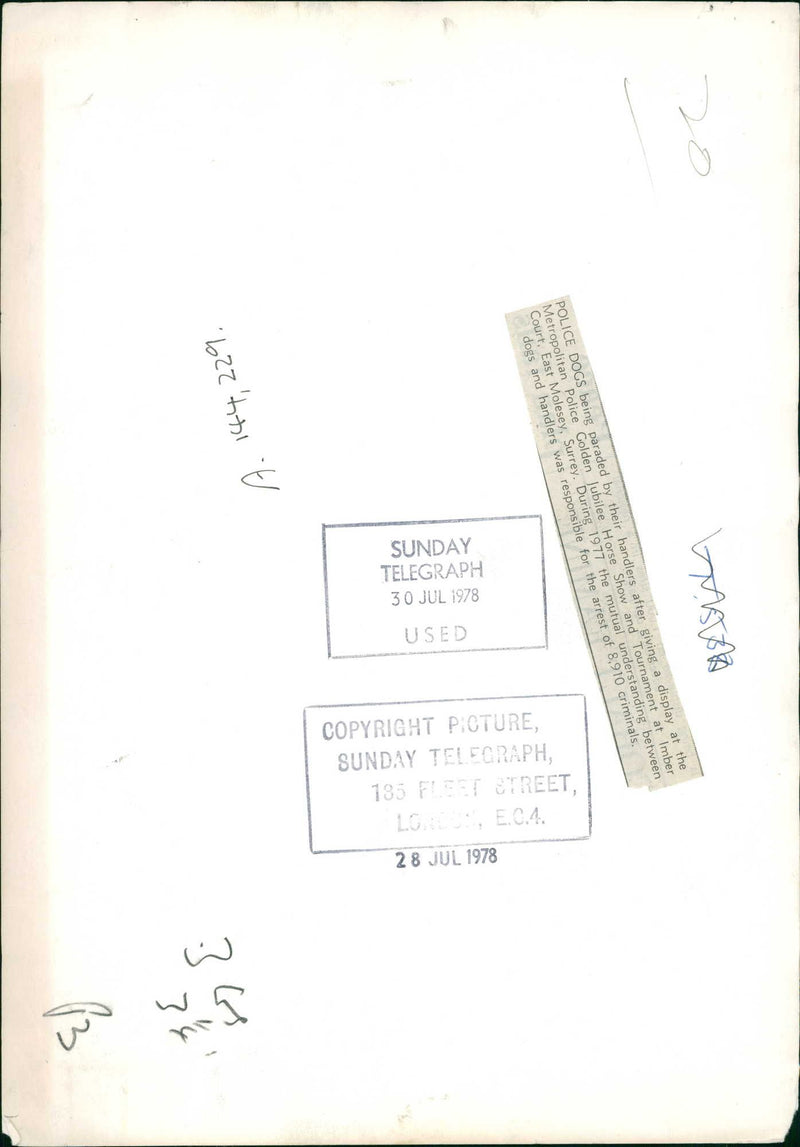 20
POLICE DOGS being paraded by their handlers after giving a display at the
Metropolitan Police Golden Jubilee Horse Show and Tournament at Imber
Court, East Molesey, Surrey. During 1977 the mutual understanding between
dogs and handlers was responsible for the arrest of 8,910 criminals.
SUNDAY
TELEGRAPH
30 JUL 1978
USED
COPYRIGHT PICTURE,
SUNDAY TELEGRAPH,
135 FLEET STREET,
LONDON, E.C.4.
28 JUL 1978